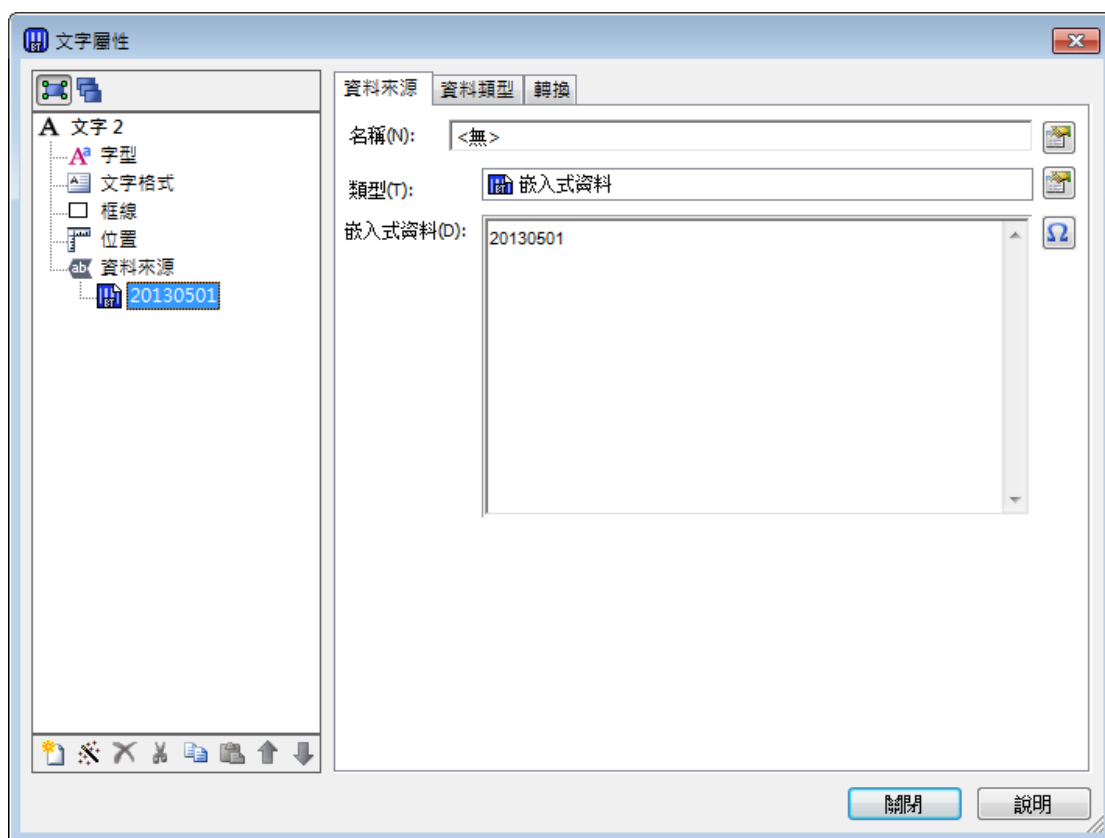 文字屬性
資料來源 資料類型 轉換
A 文字 2
字型
文字格式
框線
位置
資料來源
20130501
名稱(N): <無>
類型(T): 嵌入式資料
嵌入式資料(D): 20130501
Ω
關閉 說明